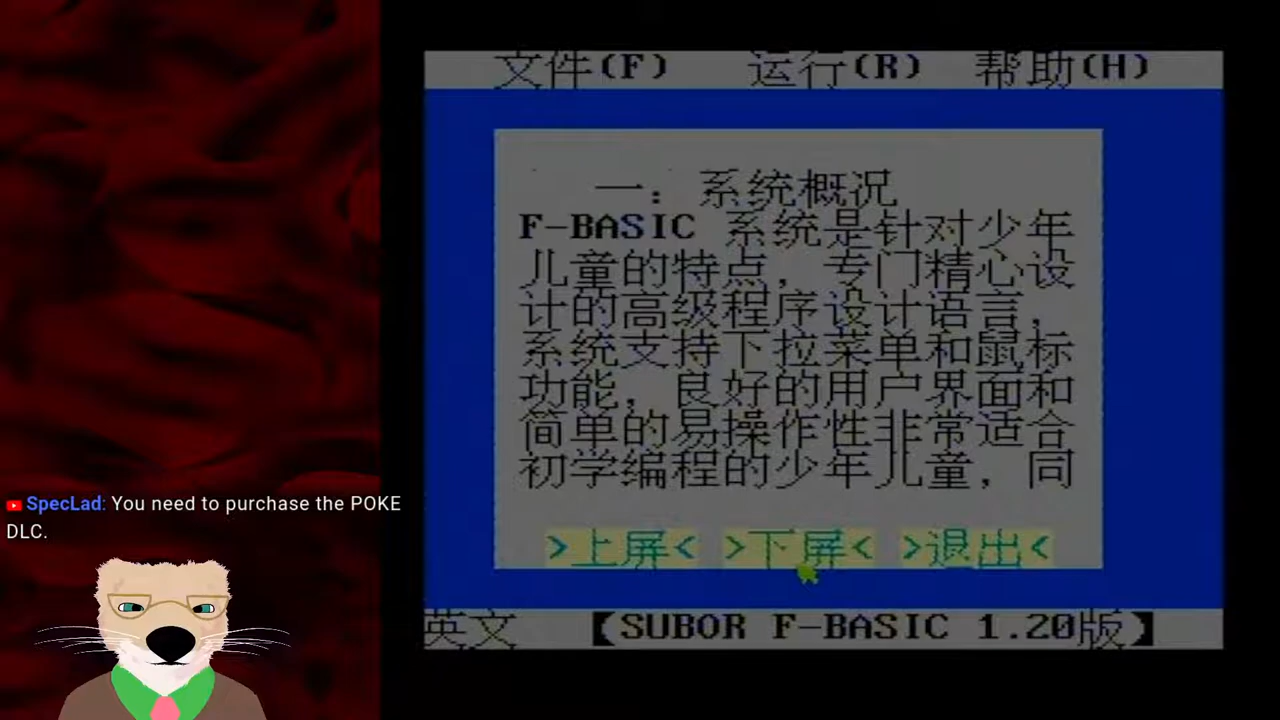 文件(F) 运行(R) 帮助(H)
一：系统概况
F-BASIC 系统是针对少年
儿童的特点，专门精心设
计的高级程序设计语言，
系统支持下拉菜单和鼠标
功能，良好的用户界面和
简单的易操作性非常适合
初学编程的少年儿童，同
>上屏< >下屏< >退出<
英文 【SUBOR F-BASIC 1.20版】
SpecLad: You need to purchase the POKE
DLC.